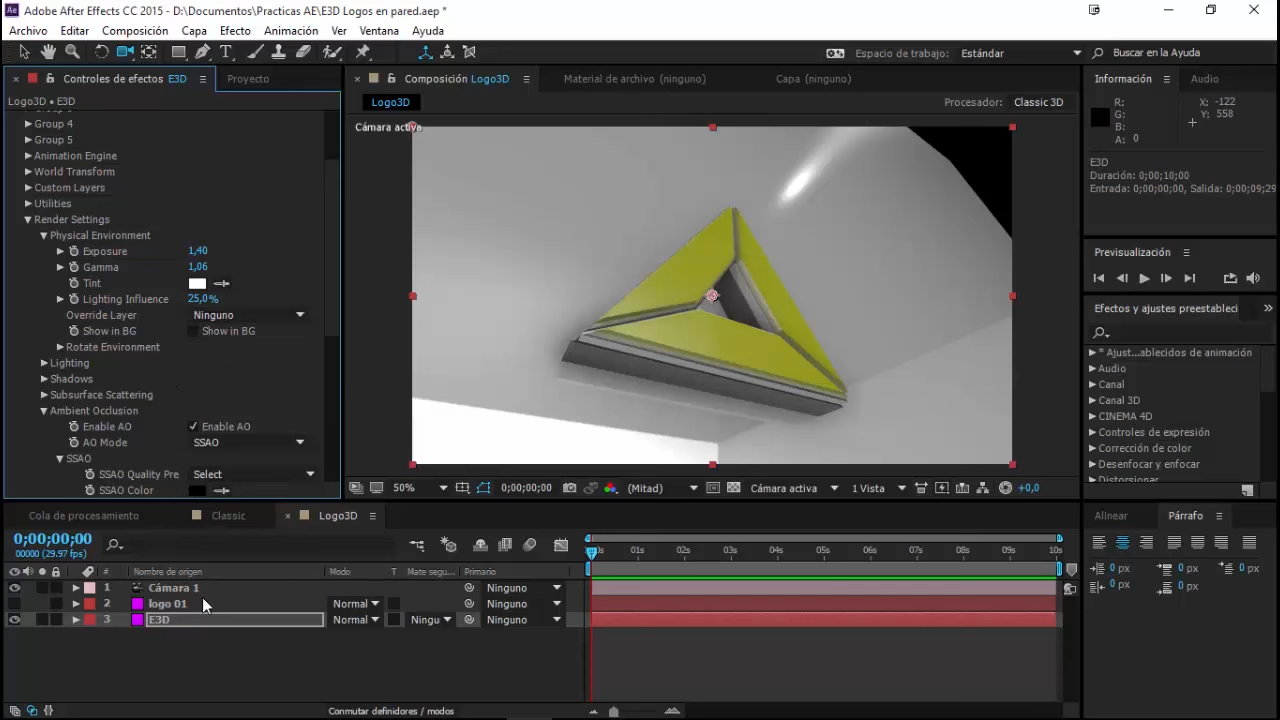 Adobe After Effects CC 2015 - D:\Documentos\Practicas AE\E3D Logos en pared.aep *
Archivo Editar Composición Capa Efecto Animación Ver Ventana Ayuda
Espacio de trabajo: Estándar Buscar en la Ayuda
Controles de efectos E3D Proyecto
Logo3D • E3D
Group 4
Group 5
Animation Engine
World Transform
Custom Layers
Utilities
Render Settings
Physical Environment
Exposure 1,40
Gamma 1,06
Tint
Lighting Influence 25,0%
Override Layer Ninguno
Show in BG Show in BG
Rotate Environment
Lighting
Shadows
Subsurface Scattering
Ambient Occlusion
Enable AO Enable AO
AO Mode SSAO
SSAO
SSAO Quality Pre Select
SSAO Color
Composición Logo3D Material de archivo (ninguno) Capa (ninguno)
Logo3D Procesador: Classic 3D
Cámara activa
50% 0;00;00;00 (Mitad) Cámara activa 1 Vista +0,0
Información Audio
R: X: -122
G: Y: 558
B:
A: 0
E3D
Duración: 0;00;10;00
Entrada: 0;00;00;00, Salida: 0;00;09;29
Previsualización
Efectos y ajustes preestableci
* Ajust...ablecidos de animación
Audio
Canal
Canal 3D
CINEMA 4D
Controles de expresión
Corrección de color
Desenfocar y enfocar
Distorsionar
Cola de procesamiento Classic Logo3D
0;00;00;00
00000 (29.97 fps)
# Nombre de origen Modo T Mate segu... Primario
1 Cámara 1 Ninguno
2 logo 01 Normal Ninguno
3 E3D Normal Ningu Ninguno
01s 02s 03s 04s 05s 06s 07s 08s 09s 10s
Conmutar definidores / modos
Alinear Párrafo
0 px 0 px 0 px
0 px 0 px